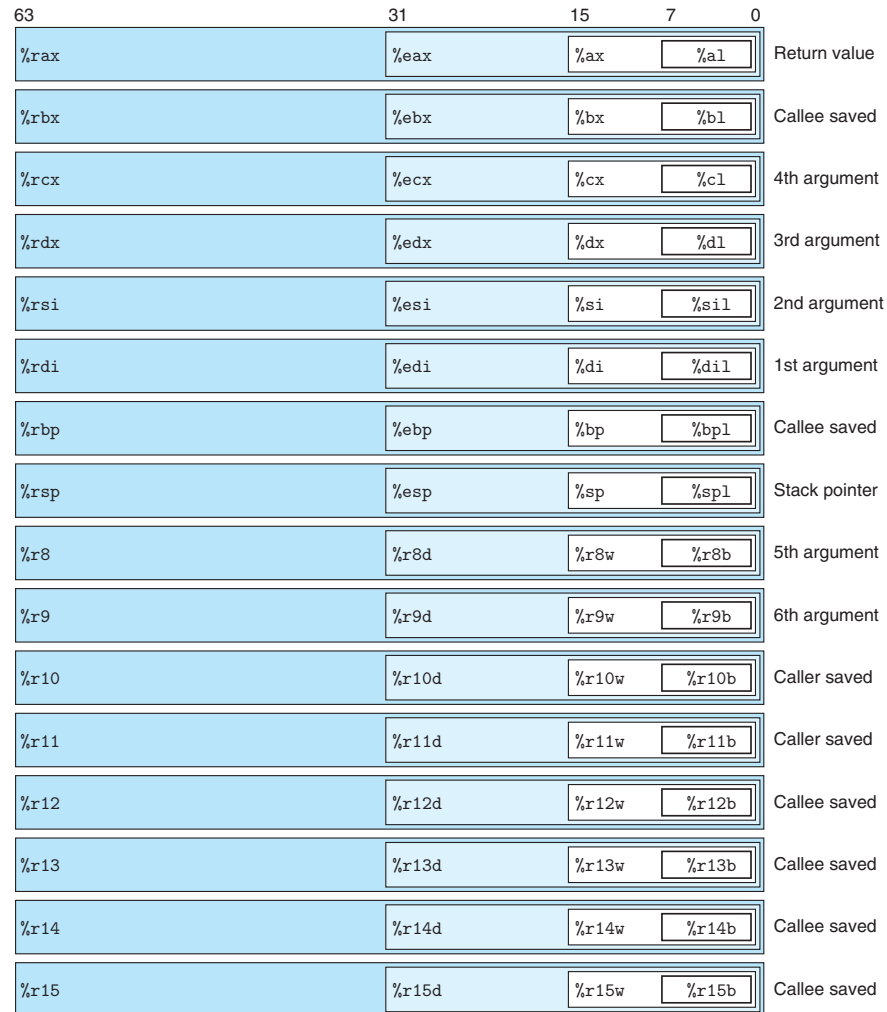 63 31 15 7 0
%rax %eax %ax %al Return value
%rbx %ebx %bx %bl Callee saved
%rcx %ecx %cx %cl 4th argument
%rdx %edx %dx %dl 3rd argument
%rsi %esi %si %sil 2nd argument
%rdi %edi %di %dil 1st argument
%rbp %ebp %bp %bpl Callee saved
%rsp %esp %sp %spl Stack pointer
%r8 %r8d %r8w %r8b 5th argument
%r9 %r9d %r9w %r9b 6th argument
%r10 %r10d %r10w %r10b Caller saved
%r11 %r11d %r11w %r11b Caller saved
%r12 %r12d %r12w %r12b Callee saved
%r13 %r13d %r13w %r13b Callee saved
%r14 %r14d %r14w %r14b Callee saved
%r15 %r15d %r15w %r15b Callee saved